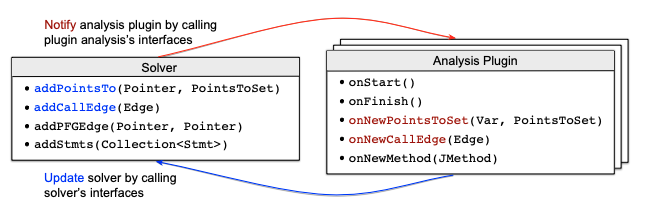 Notify analysis plugin by calling
plugin analysis's interfaces
Solver
• addPointsTo(Pointer, PointsToSet)
• addCallEdge(Edge)
• addPFGEdge(Pointer, Pointer)
• addStmts(Collection<Stmt>)
Analysis Plugin
• onStart()
• onFinish()
• onNewPointsToSet(Var, PointsToSet)
• onNewCallEdge(Edge)
• onNewMethod(JMethod)
Update solver by calling
solver's interfaces